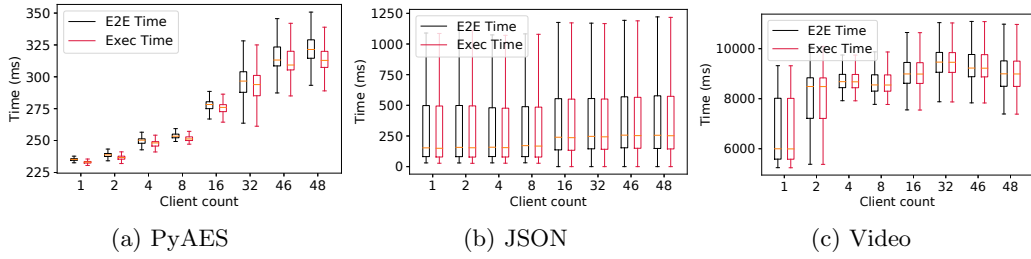 E2E Time
Exec Time
Time (ms)
350
325
300
275
250
225
1 2 4 8 16 32 46 48
Client count
(a) PyAES
E2E Time
Exec Time
Time (ms)
1250
1000
750
500
250
0
1 2 4 8 16 32 46 48
Client count
(b) JSON
E2E Time
Exec Time
Time (ms)
10000
8000
6000
1 2 4 8 16 32 46 48
Client count
(c) Video